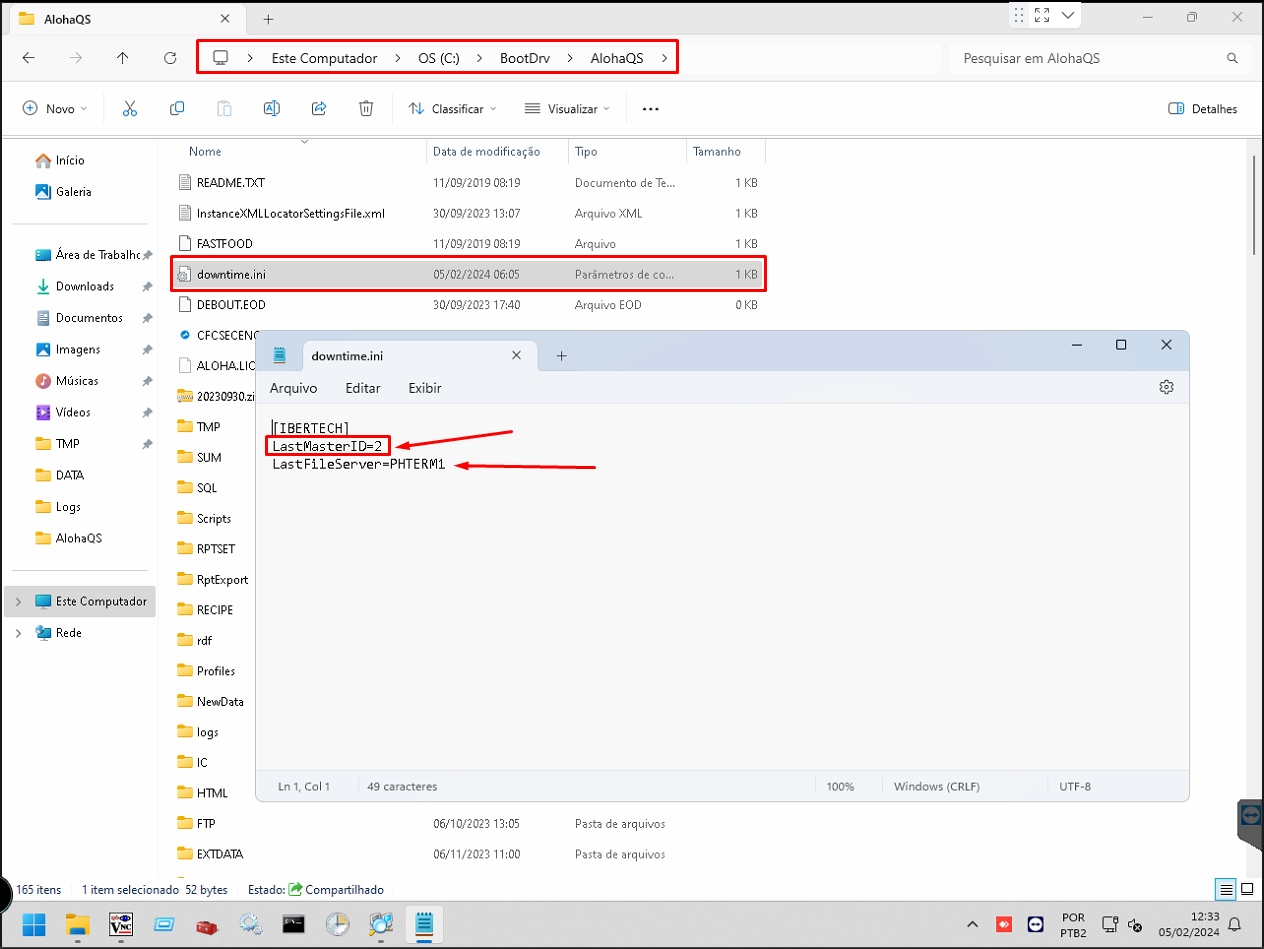 AlohaQS
Este Computador > OS (C:) > BootDrv > AlohaQS >
Pesquisar em AlohaQS
Novo
Classificar
Visualizar
Detalhes
Nome Data de modificação Tipo Tamanho
Início
Galeria
Área de Trabalho
Downloads
Documentos
Imagens
Músicas
Vídeos
TMP
DATA
Logs
AlohaQS
Este Computador
Rede
README.TXT 11/09/2019 08:19 Documento de Te... 1 KB
InstanceXMLLocatorSettingsFile.xml 30/09/2023 13:07 Arquivo XML 1 KB
FASTFOOD 11/09/2019 08:19 Arquivo 1 KB
downtime.ini 05/02/2024 06:05 Parâmetros de co... 1 KB
DEBOUT.EOD 30/09/2023 17:40 Arquivo EOD 0 KB
CFCSECENG
ALOHA.LIC
20230930.zi
TMP
SUM
SQL
Scripts
RPTSET
RptExport
RECIPE
rdf
Profiles
NewData
logs
IC
HTML
FTP 06/10/2023 13:05 Pasta de arquivos
EXTDATA 06/11/2023 11:00 Pasta de arquivos
downtime.ini
Arquivo Editar Exibir
[IBERTECH]
LastMasterID=2
LastFileServer=PHTERM1
Ln 1, Col 1 49 caracteres 100% Windows (CRLF) UTF-8
165 itens 1 item selecionado 52 bytes Estado: Compartilhado
VNC
POR
PTB2
12:33
05/02/2024